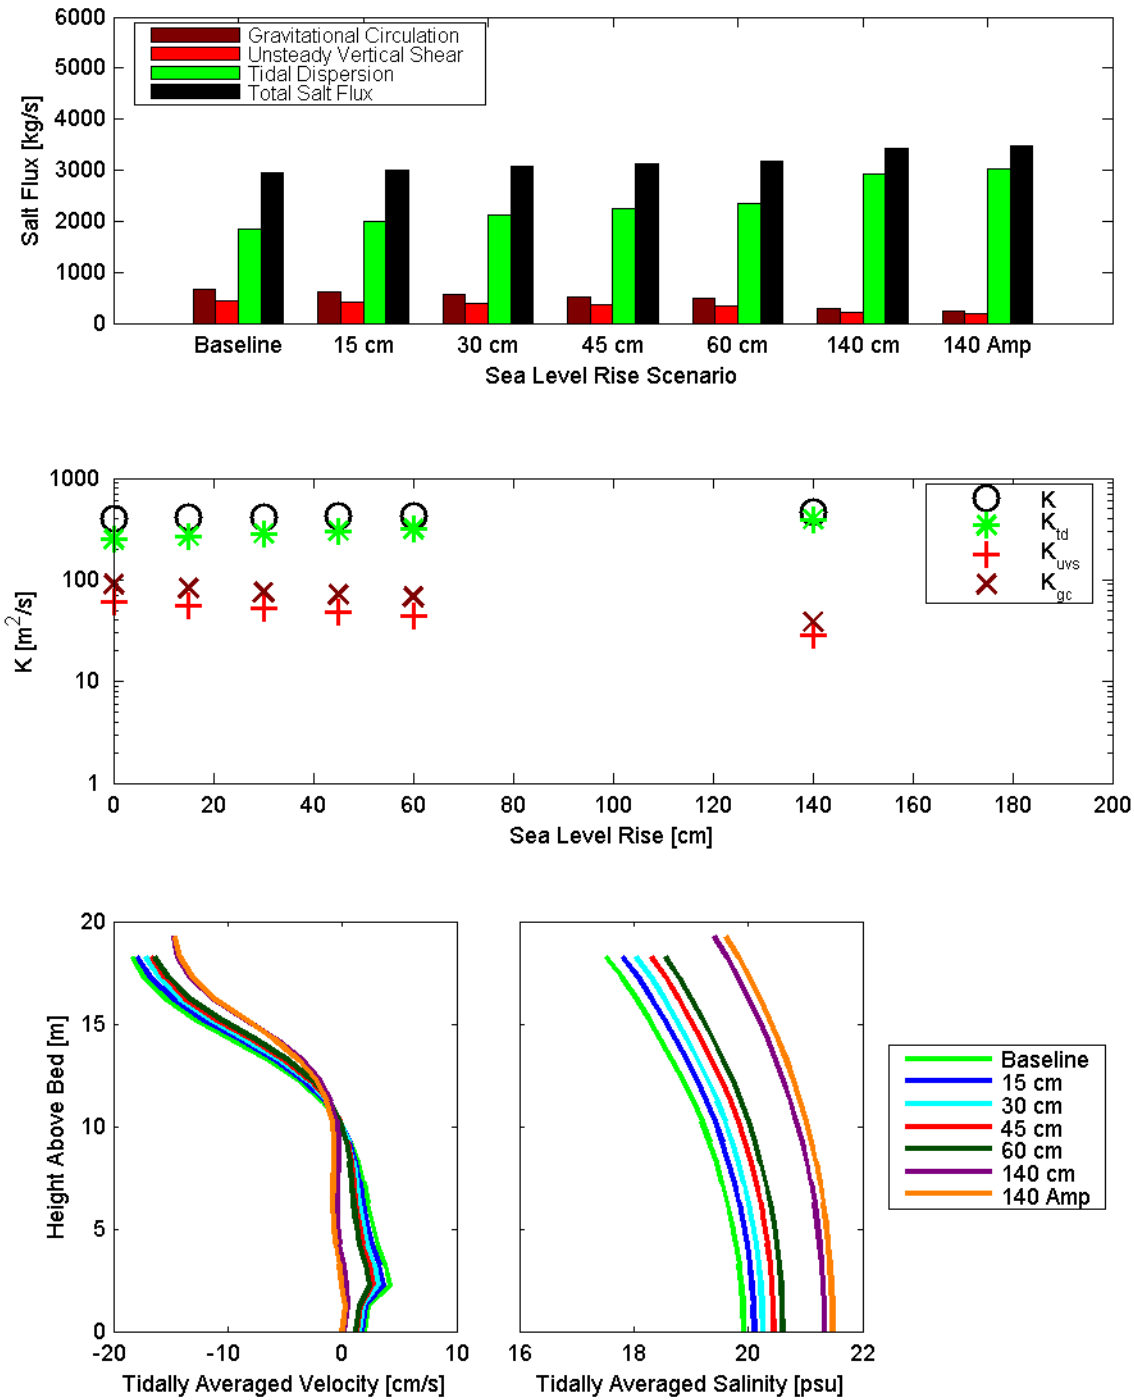 6000
5000
4000
3000
2000
1000
0
Salt Flux [kg/s]
Gravitational Circulation
Unsteady Vertical Shear
Tidal Dispersion
Total Salt Flux
Baseline 15 cm 30 cm 45 cm 60 cm 140 cm 140 Amp
Sea Level Rise Scenario
1000
100
10
1
K [m²/s]
K
K_td
K_uvs
K_gc
0 20 40 60 80 100 120 140 160 180 200
Sea Level Rise [cm]
20
15
10
5
0
Height Above Bed [m]
-20 -10 0 10
Tidally Averaged Velocity [cm/s]
16 18 20 22
Tidally Averaged Salinity [psu]
Baseline
15 cm
30 cm
45 cm
60 cm
140 cm
140 Amp